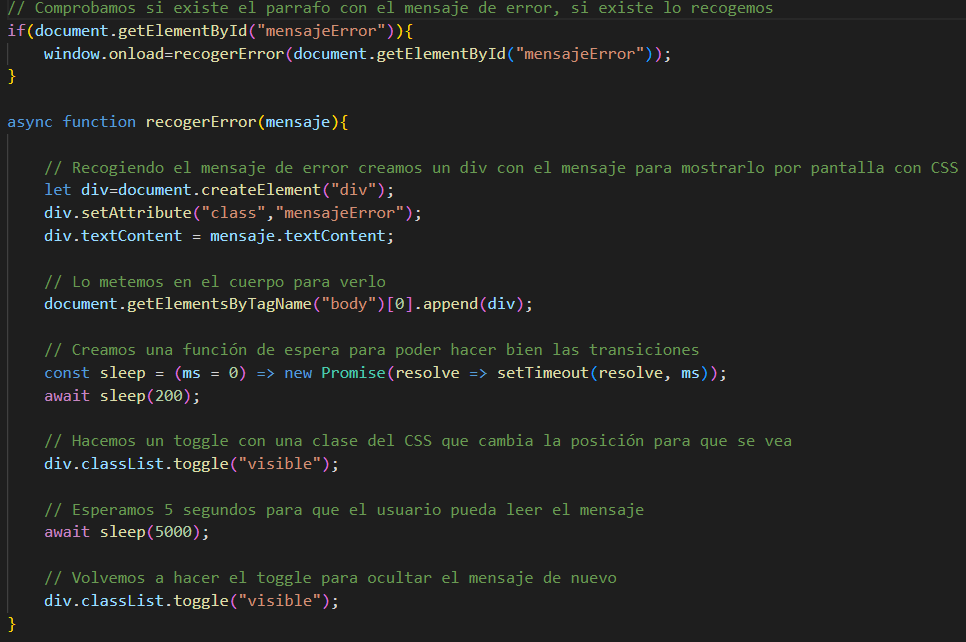 // Comprobamos si existe el parrafo con el mensaje de error, si existe lo recogemos
if(document.getElementById("mensajeError")){
    window.onload=recogerError(document.getElementById("mensajeError"));
}

async function recogerError(mensaje){

    // Recogiendo el mensaje de error creamos un div con el mensaje para mostrarlo por pantalla con CSS
    let div=document.createElement("div");
    div.setAttribute("class","mensajeError");
    div.textContent = mensaje.textContent;

    // Lo metemos en el cuerpo para verlo
    document.getElementsByTagName("body")[0].append(div);

    // Creamos una función de espera para poder hacer bien las transiciones
    const sleep = (ms = 0) => new Promise(resolve => setTimeout(resolve, ms));
    await sleep(200);

    // Hacemos un toggle con una clase del CSS que cambia la posición para que se vea
    div.classList.toggle("visible");

    // Esperamos 5 segundos para que el usuario pueda leer el mensaje
    await sleep(5000);

    // Volvemos a hacer el toggle para ocultar el mensaje de nuevo
    div.classList.toggle("visible");
}